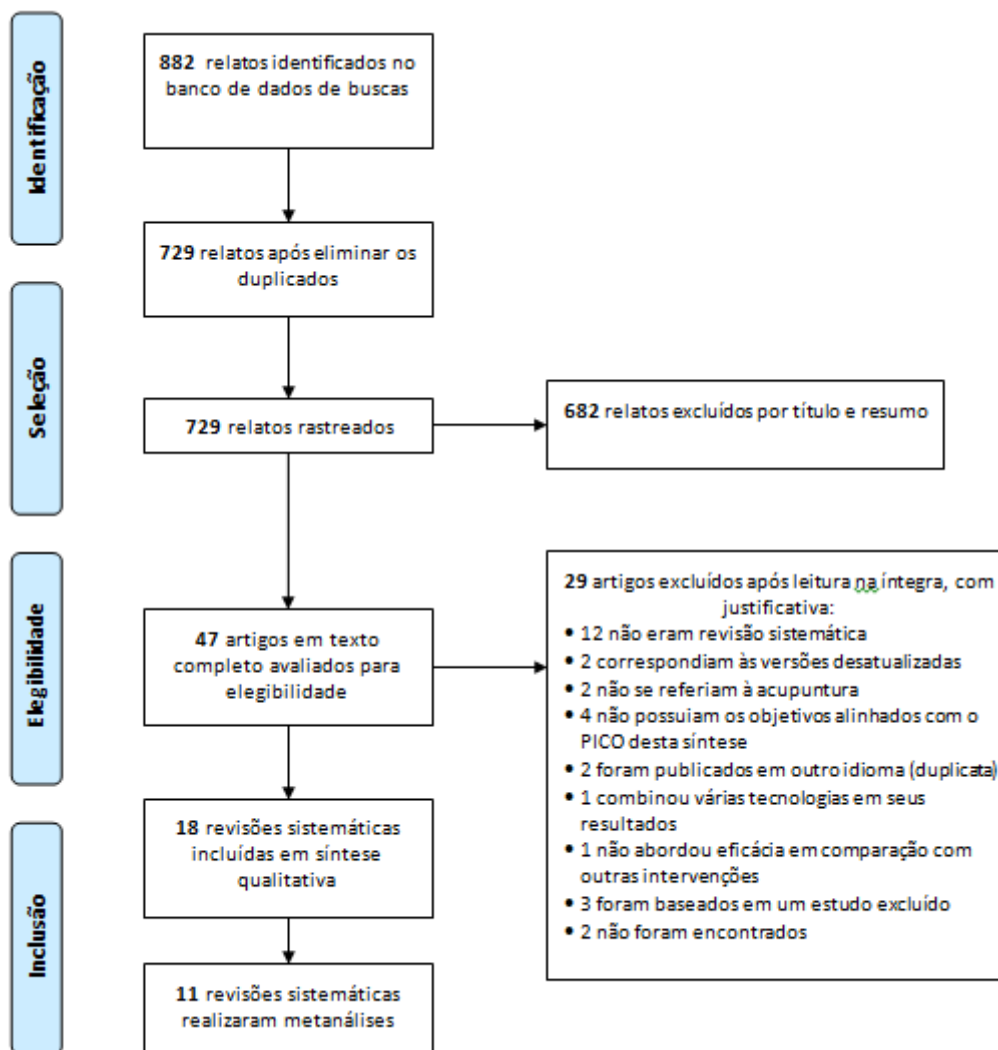 Identificação
882 relatos identificados no
banco de dados de buscas
729 relatos após eliminar os
duplicados
Seleção
729 relatos rastreados
682 relatos excluídos por título e resumo
Elegibilidade
47 artigos em texto
completo avaliados para
elegibilidade
29 artigos excluídos após leitura na íntegra, com
justificativa:
• 12 não eram revisão sistemática
• 2 correspondiam às versões desatualizadas
• 2 não se referiam à acupuntura
• 4 não possuiam os objetivos alinhados com o
PICO desta síntese
• 2 foram publicados em outro idioma (duplicata)
• 1 combinou várias tecnologias em seus
resultados
• 1 não abordou eficácia em comparação com
outras intervenções
• 3 foram baseados em um estudo excluído
• 2 não foram encontrados
Inclusão
18 revisões sistemáticas
incluídas em síntese
qualitativa
11 revisões sistemáticas
realizaram metanálises